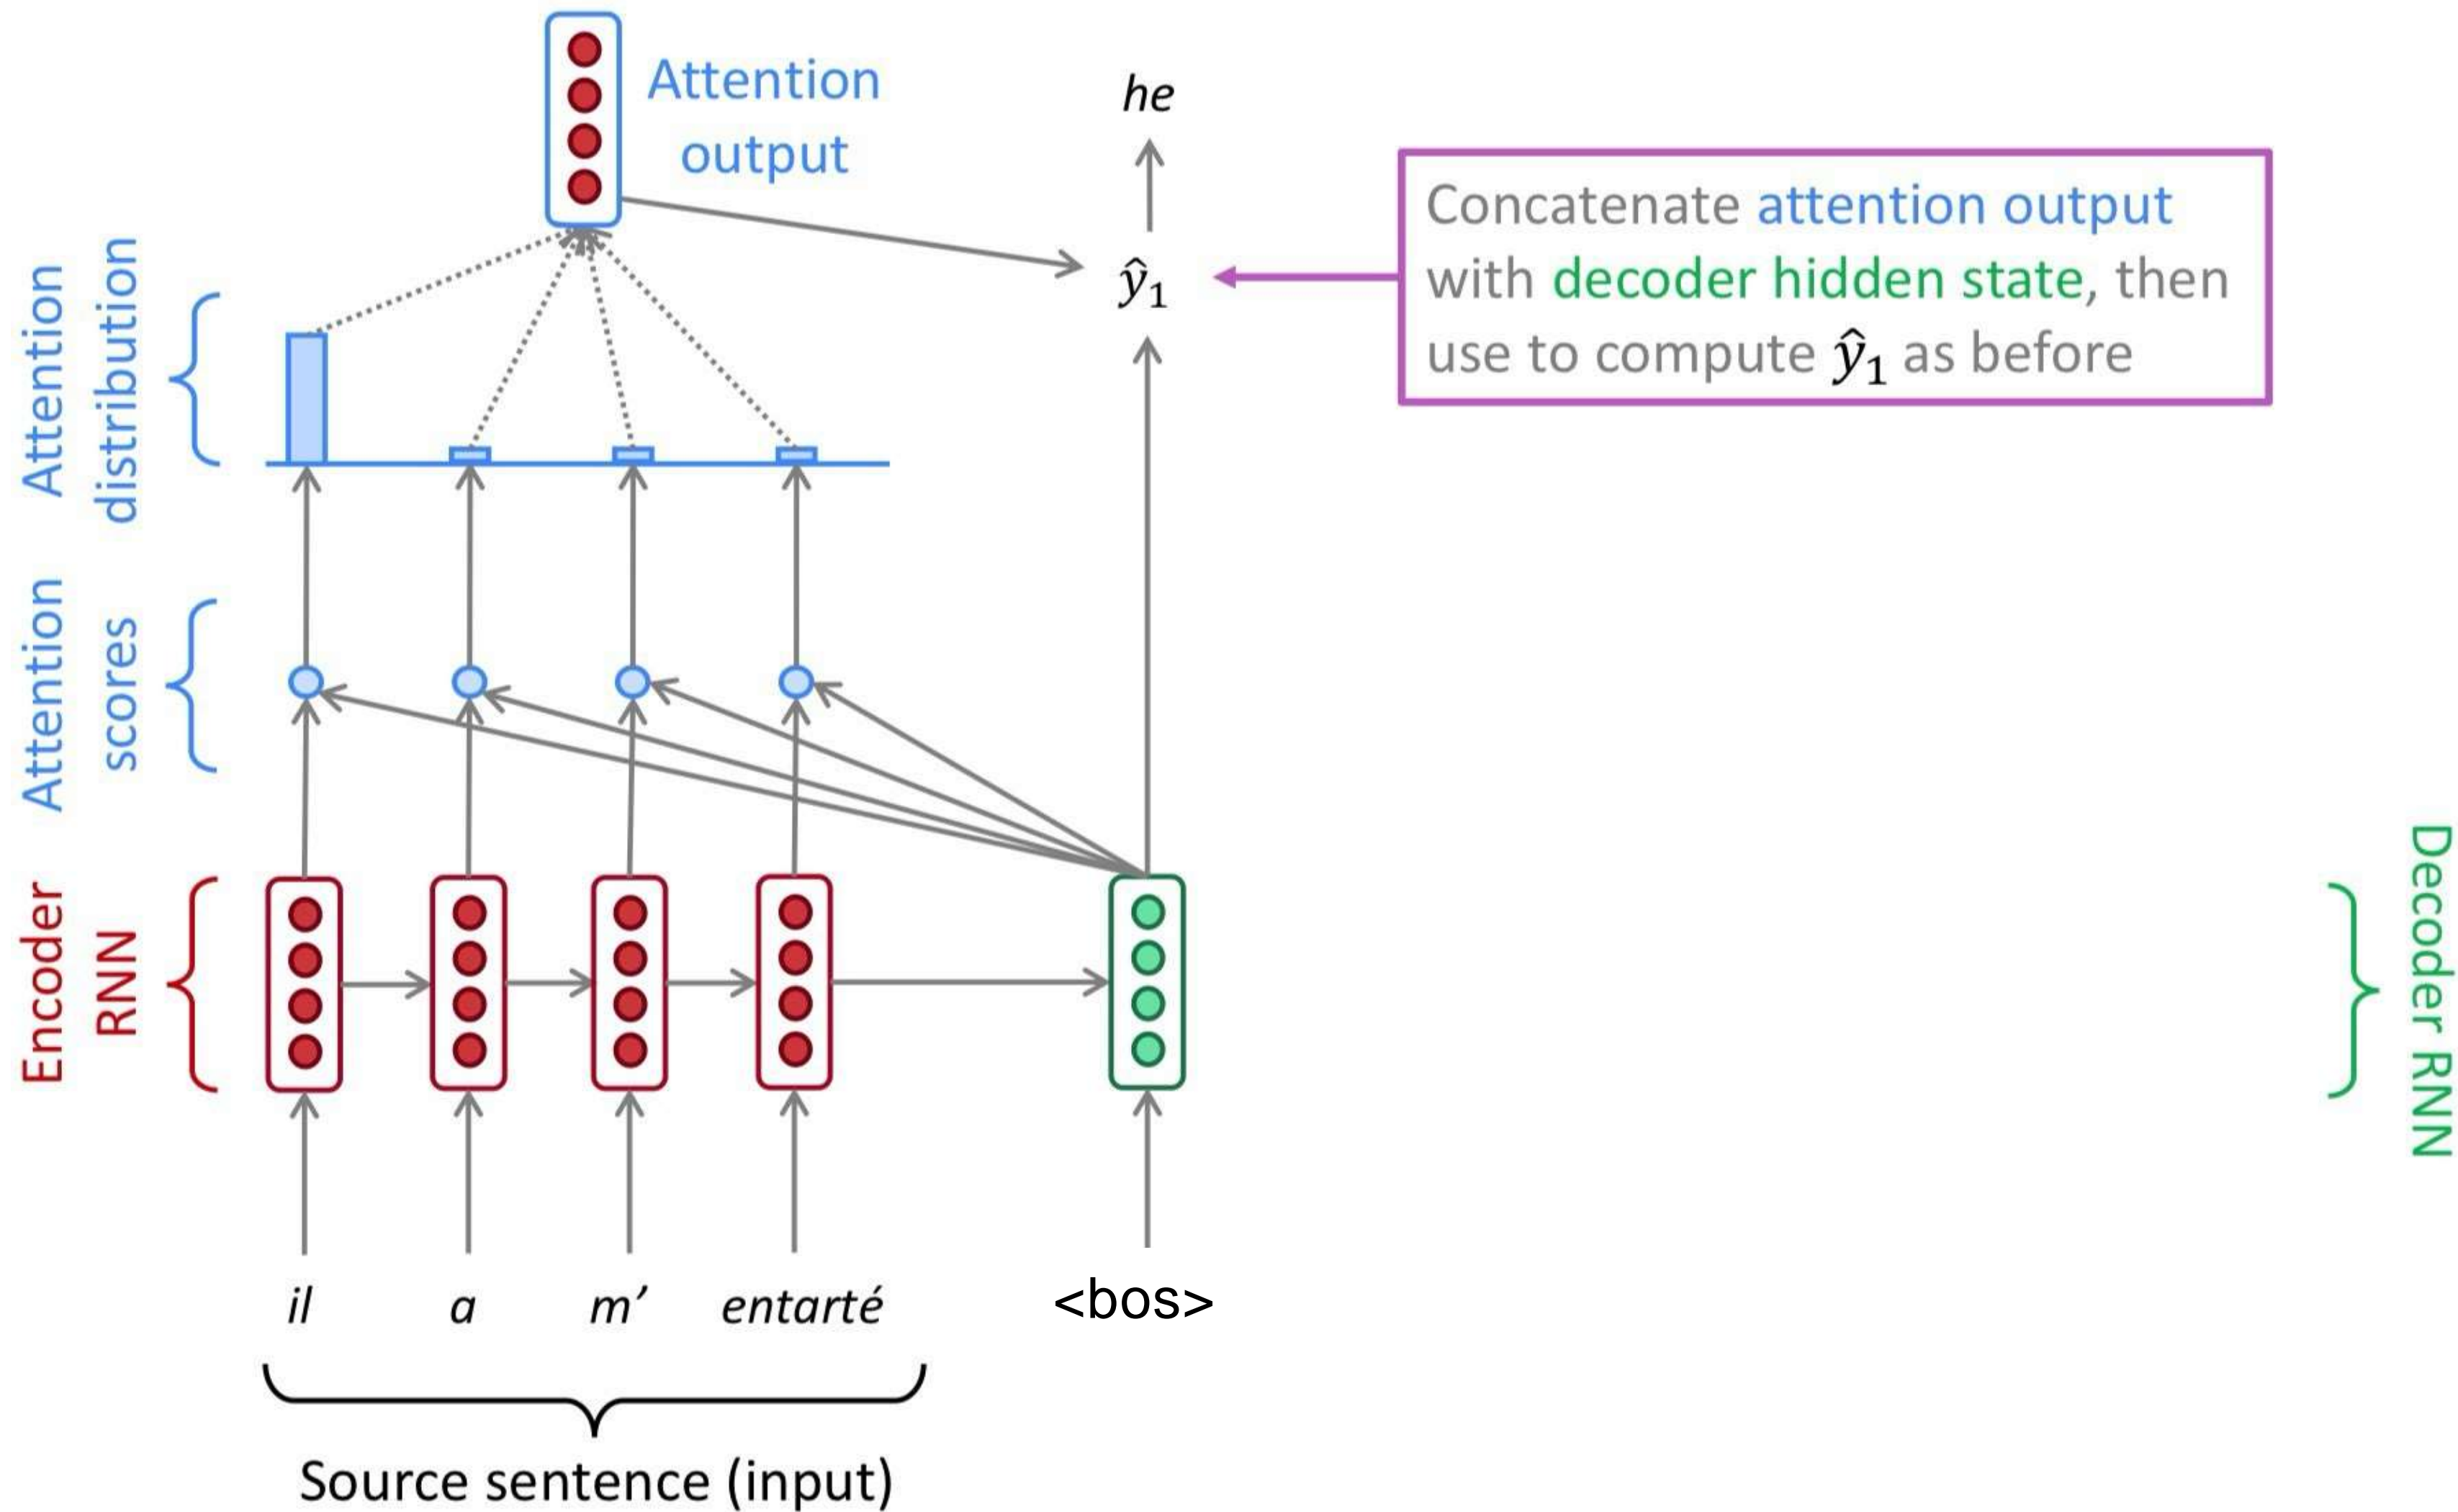 Attention
output
he
ŷ₁
Concatenate attention output
with decoder hidden state, then
use to compute ŷ₁ as before
Attention
distribution
Attention
scores
Encoder
RNN
Decoder RNN
il a m’ entarté <bos>
Source sentence (input)